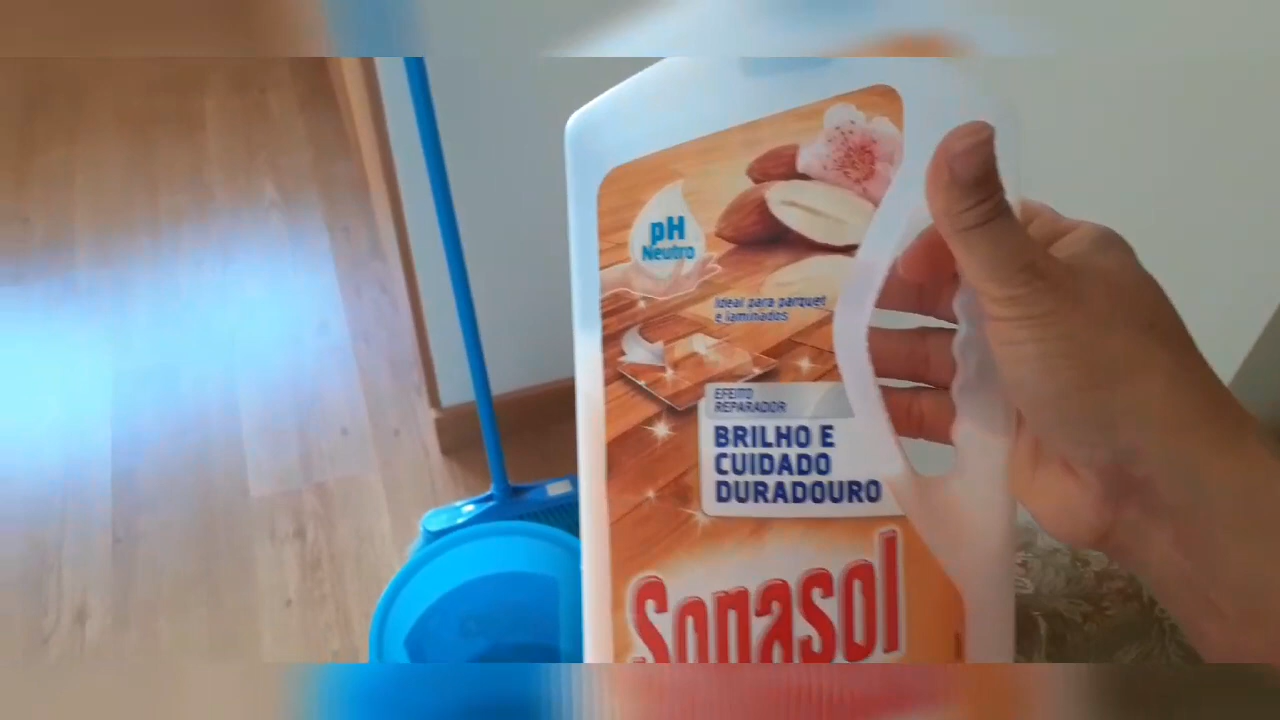 pH
Neutro
Ideal para parquet
e laminados
EFEITO
REPARADOR
BRILHO E
CUIDADO
DURADOURO
Sonasol